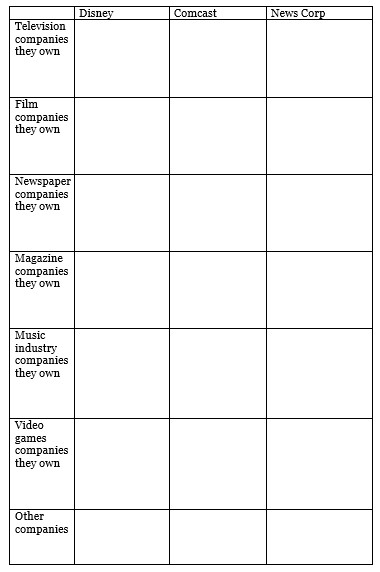 Disney Comcast News Corp
Television
companies
they own
Film
companies
they own
Newspaper
companies
they own
Magazine
companies
they own
Music
industry
companies
they own
Video
games
companies
they own
Other
companies